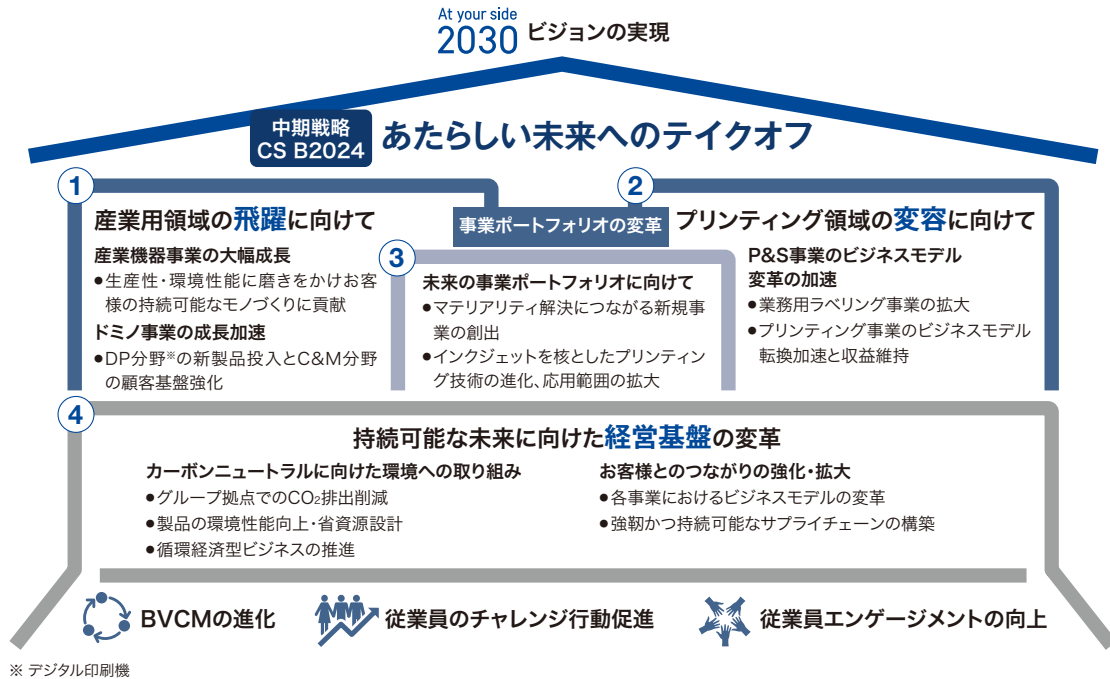 At your side
2030 ビジョンの実現
中期戦略
CS B2024
あたらしい未来へのテイクオフ
1
産業用領域の飛躍に向けて
産業機器事業の大幅成長
●生産性・環境性能に磨きをかけお客
様の持続可能なモノづくりに貢献
ドミノ事業の成長加速
●DP分野※の新製品投入とC&M分野
の顧客基盤強化
事業ポートフォリオの変革
2
プリンティング領域の変容に向けて
P&S事業のビジネスモデル
変革の加速
●業務用ラベリング事業の拡大
●プリンティング事業のビジネスモデル
転換加速と収益維持
3
未来の事業ポートフォリオに向けて
●マテリアリティ解決につながる新規事
業の創出
●インクジェットを核としたプリンティン
グ技術の進化、応用範囲の拡大
4
持続可能な未来に向けた経営基盤の変革
カーボンニュートラルに向けた環境への取り組み
●グループ拠点でのCO₂排出削減
●製品の環境性能向上・省資源設計
●循環経済型ビジネスの推進
お客様とのつながりの強化・拡大
●各事業におけるビジネスモデルの変革
●強靭かつ持続可能なサプライチェーンの構築
BVCMの進化
従業員のチャレンジ行動促進
従業員エンゲージメントの向上
※ デジタル印刷機